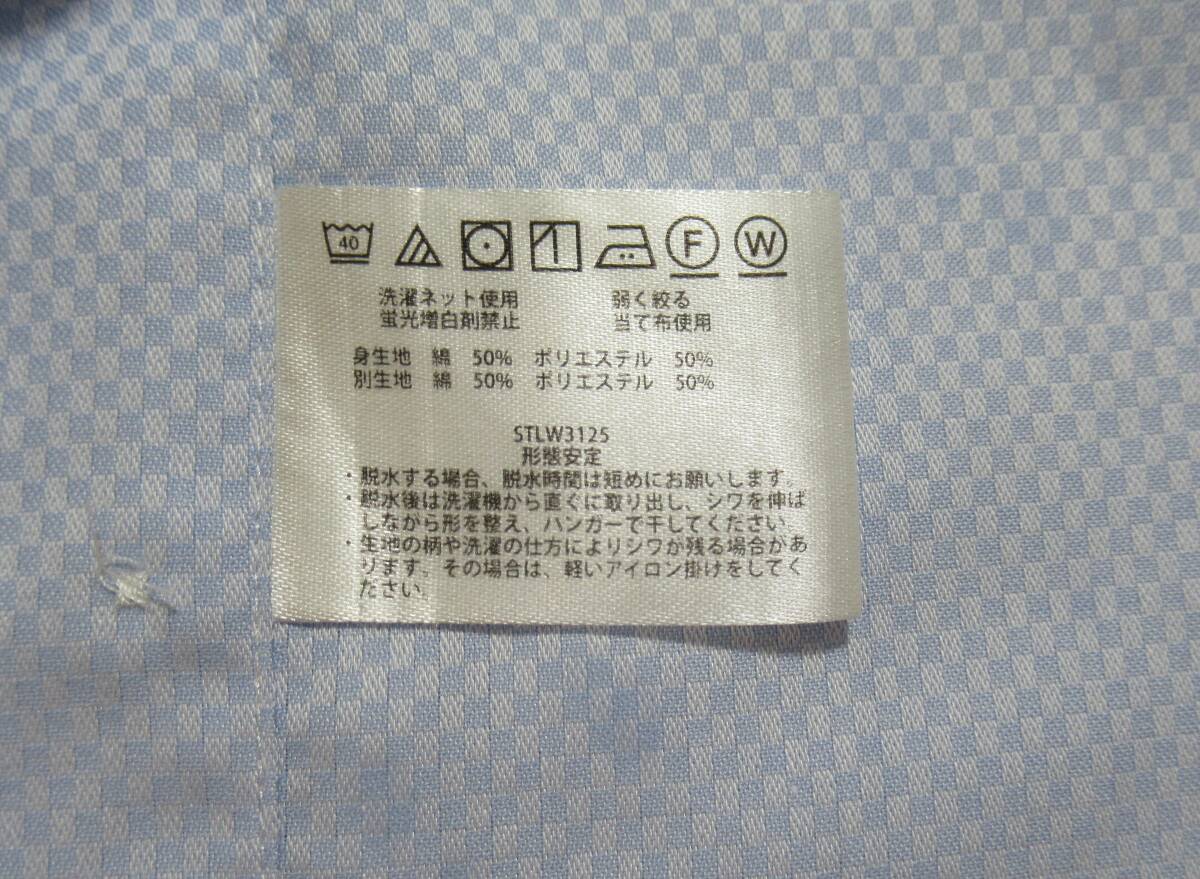 40 F W
洗濯ネット使用 弱く絞る
蛍光増白剤禁止 当て布使用
身生地 綿 50% ポリエステル 50%
別生地 綿 50% ポリエステル 50%
STLW3125
形態安定
・脱水する場合、脱水時間は短めにお願いします。
・脱水後は洗濯機から直ぐに取り出し、シワを伸ば
しながら形を整え、ハンガーで干してください。
・生地の柄や洗濯の仕方によりシワが残る場合があ
ります。その場合は、軽いアイロン掛けをしてく
ださい。